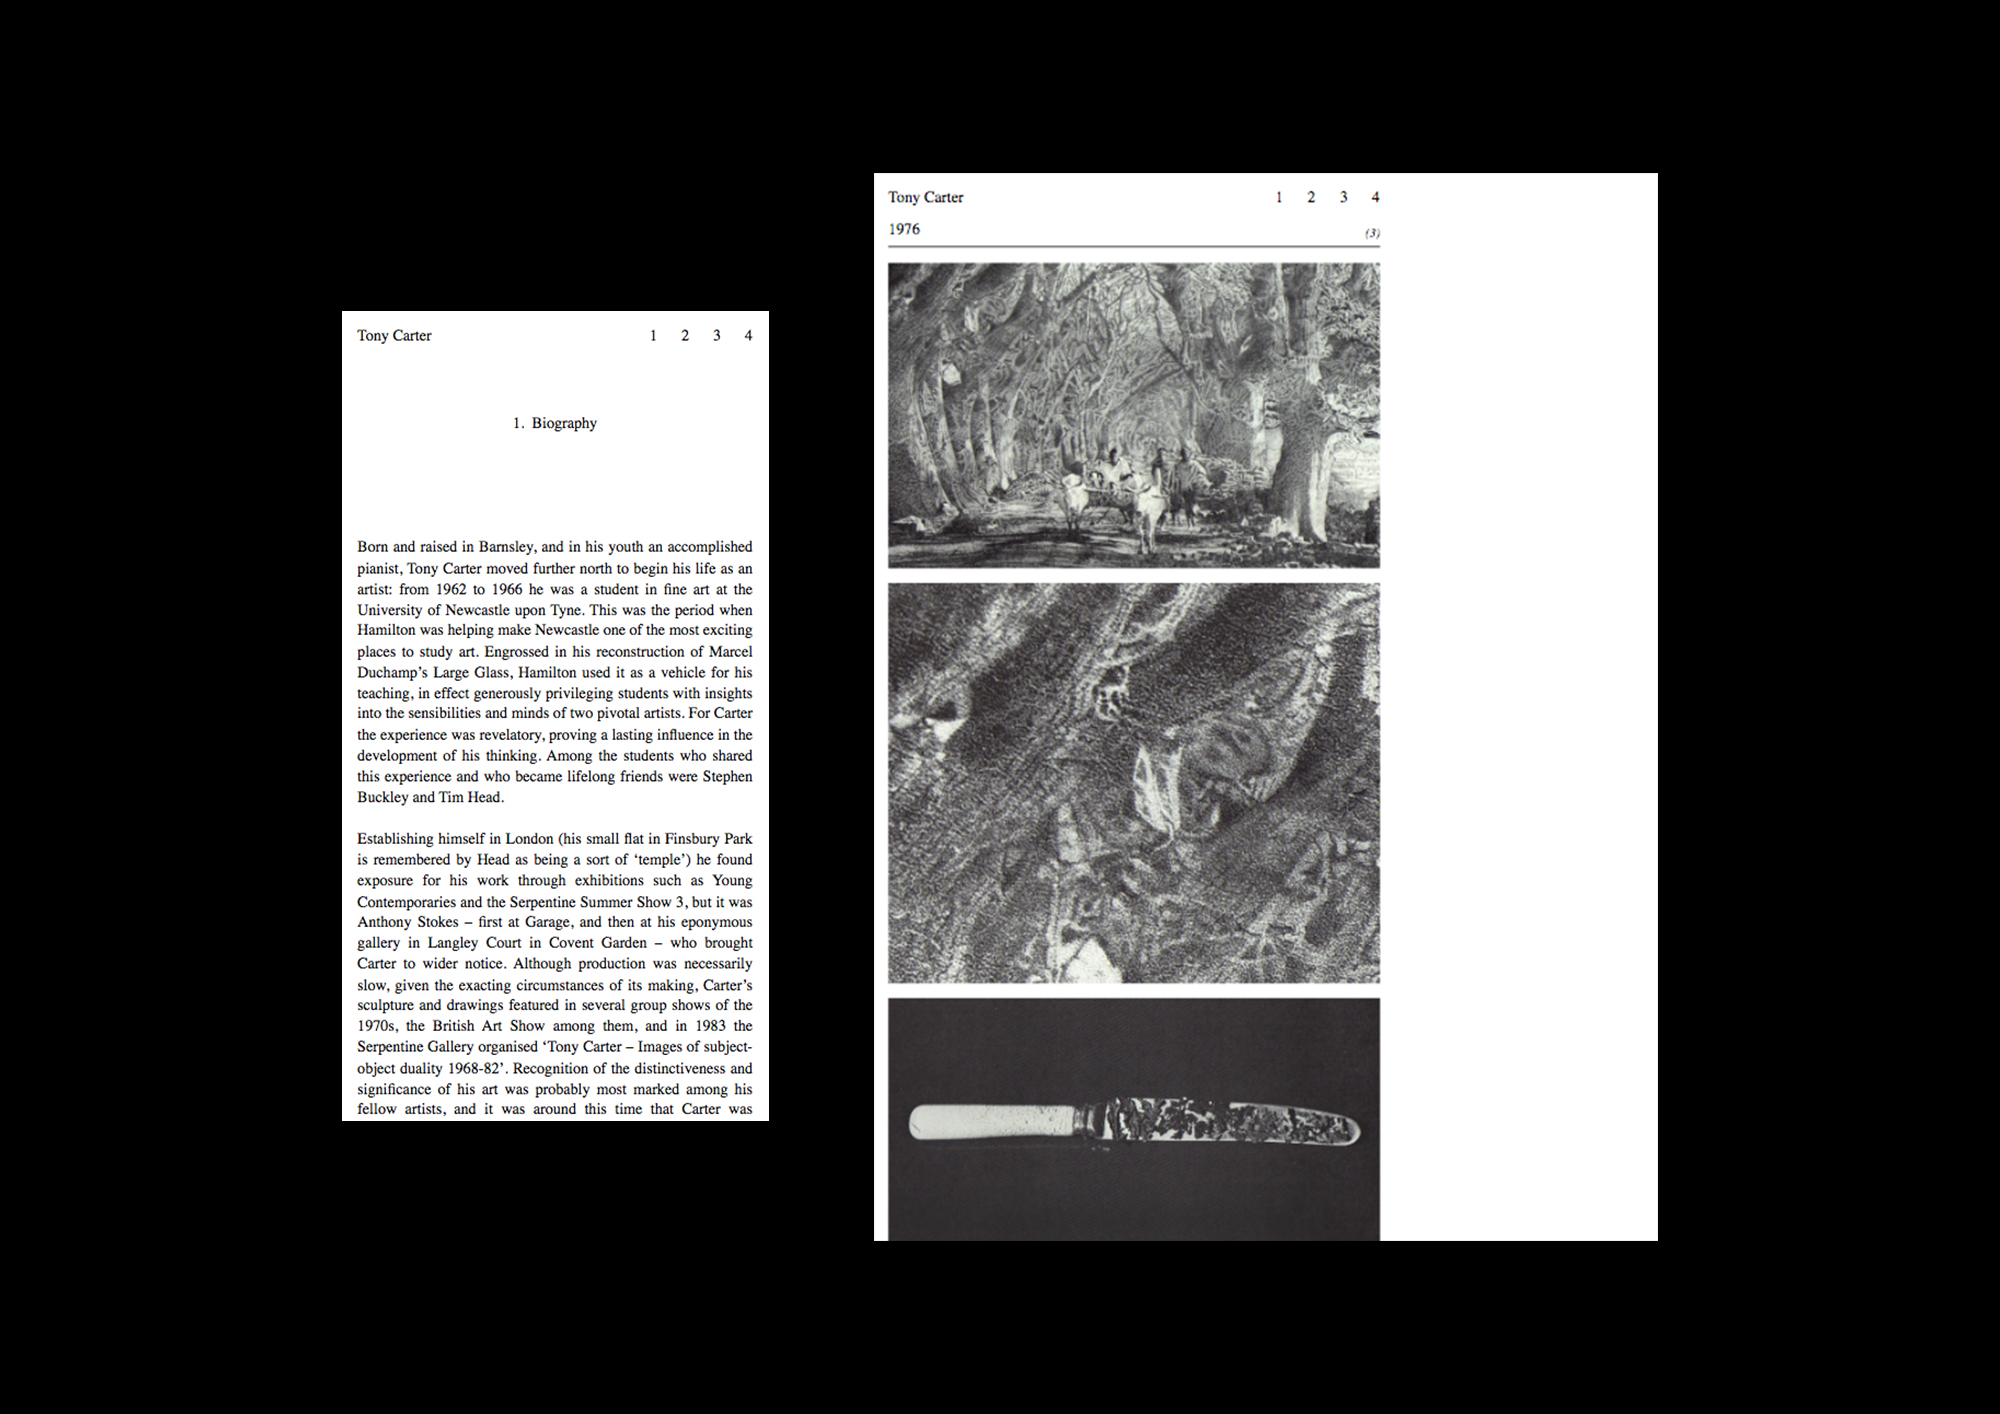 Tony Carter 1 2 3 4
1. Biography
Born and raised in Barnsley, and in his youth an accomplished
pianist, Tony Carter moved further north to begin his life as an
artist: from 1962 to 1966 he was a student in fine art at the
University of Newcastle upon Tyne. This was the period when
Hamilton was helping make Newcastle one of the most exciting
places to study art. Engrossed in his reconstruction of Marcel
Duchamp’s Large Glass, Hamilton used it as a vehicle for his
teaching, in effect generously privileging students with insights
into the sensibilities and minds of two pivotal artists. For Carter
the experience was revelatory, proving a lasting influence in the
development of his thinking. Among the students who shared
this experience and who became lifelong friends were Stephen
Buckley and Tim Head.
Establishing himself in London (his small flat in Finsbury Park
is remembered by Head as being a sort of ‘temple’) he found
exposure for his work through exhibitions such as Young
Contemporaries and the Serpentine Summer Show 3, but it was
Anthony Stokes – first at Garage, and then at his eponymous
gallery in Langley Court in Covent Garden – who brought
Carter to wider notice. Although production was necessarily
slow, given the exacting circumstances of its making, Carter’s
sculpture and drawings featured in several group shows of the
1970s, the British Art Show among them, and in 1983 the
Serpentine Gallery organised ‘Tony Carter – Images of subject-
object duality 1968-82’. Recognition of the distinctiveness and
significance of his art was probably most marked among his
fellow artists, and it was around this time that Carter was
Tony Carter 1 2 3 4
1976 (3)